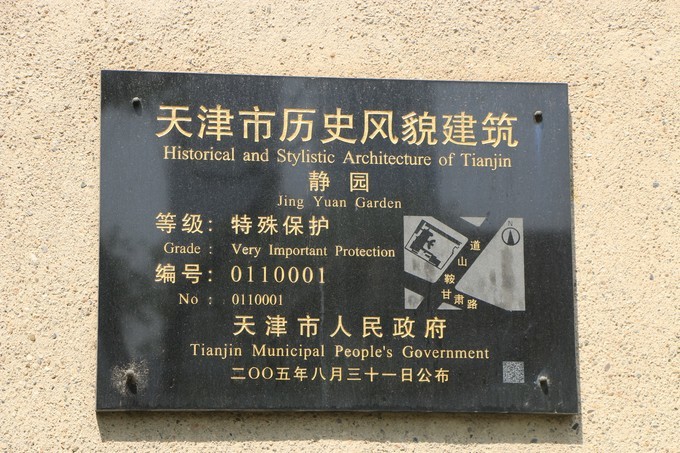 天津市历史风貌建筑
Historical and Stylistic Architecture of Tianjin
静园
Jing Yuan Garden
等级：特殊保护
Grade : Very Important Protection
编号：0110001
No : 0110001
N
道
山
鞍
甘肃路
天津市人民政府
Tianjin Municipal People's Government
二〇〇五年八月三十一日公布